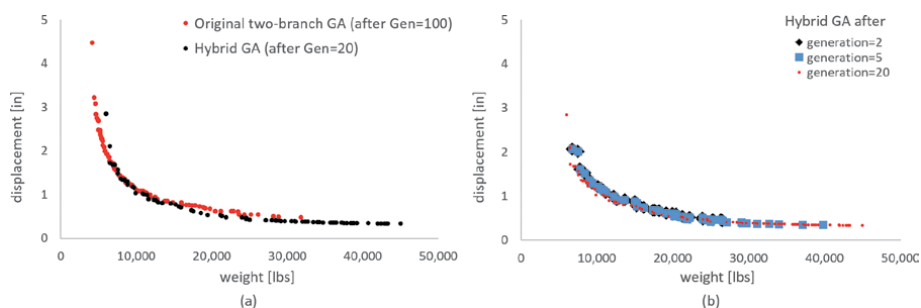 5
4
3
2
1
0
displacement [in]
Original two-branch GA (after Gen=100)
Hybrid GA (after Gen=20)
0
10,000
20,000
30,000
40,000
50,000
weight [lbs]
(a)
5
4
3
2
1
0
displacement [in]
Hybrid GA after
generation=2
generation=5
generation=20
0
10,000
20,000
30,000
40,000
50,000
weight [lbs]
(b)